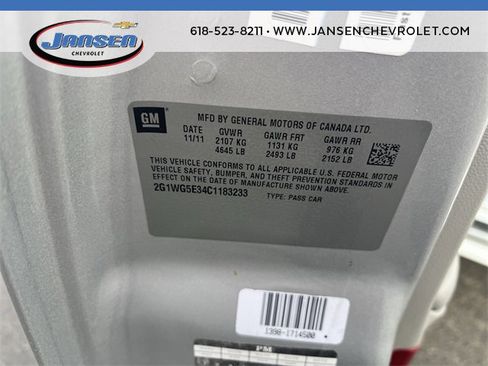 JANSEN
CHEVROLET
618-523-8211 • WWW.JANSENCHEVROLET.COM
GM
MFD BY GENERAL MOTORS OF CANADA LTD.
DATE GVWR GAWR FRT GAWR RR
11/11 2107 KG 1131 KG 976 KG
4645 LB 2493 LB 2152 LB
THIS VEHICLE CONFORMS TO ALL APPLICABLE U.S. FEDERAL MOTOR
VEHICLE SAFETY, BUMPER, AND THEFT PREVENTION STANDARDS IN
EFFECT ON THE DATE OF MANUFACTURE SHOWN ABOVE.
2G1WG5E34C1183233 TYPE: PASS CAR
1398-1714500
PM